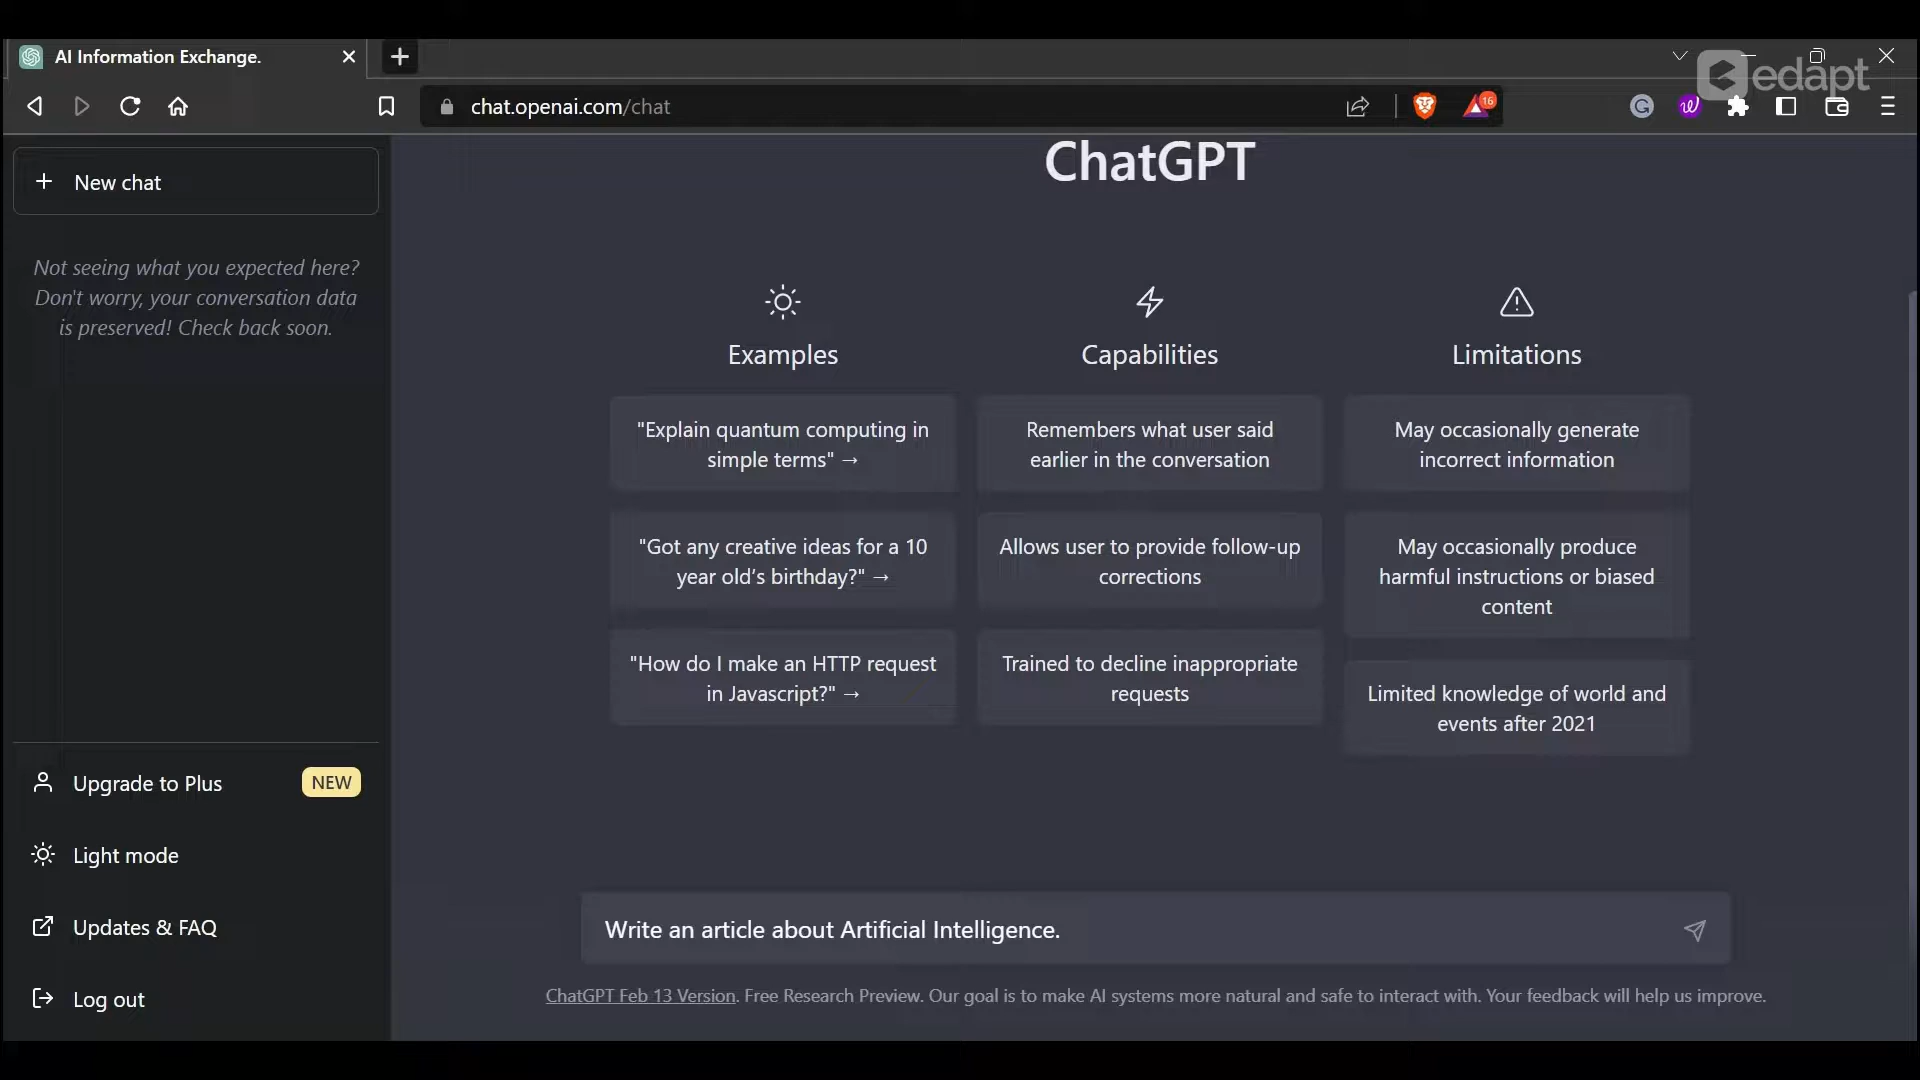 AI Information Exchange.
edapt
chat.openai.com/chat
16
New chat
Not seeing what you expected here?
Don't worry, your conversation data
is preserved! Check back soon.
Upgrade to Plus
NEW
Light mode
Updates & FAQ
Log out
ChatGPT
Examples
"Explain quantum computing in
simple terms" →
"Got any creative ideas for a 10
year old’s birthday?" →
"How do I make an HTTP request
in Javascript?" →
Capabilities
Remembers what user said
earlier in the conversation
Allows user to provide follow-up
corrections
Trained to decline inappropriate
requests
Limitations
May occasionally generate
incorrect information
May occasionally produce
harmful instructions or biased
content
Limited knowledge of world and
events after 2021
Write an article about Artificial Intelligence.
ChatGPT Feb 13 Version. Free Research Preview. Our goal is to make AI systems more natural and safe to interact with. Your feedback will help us improve.